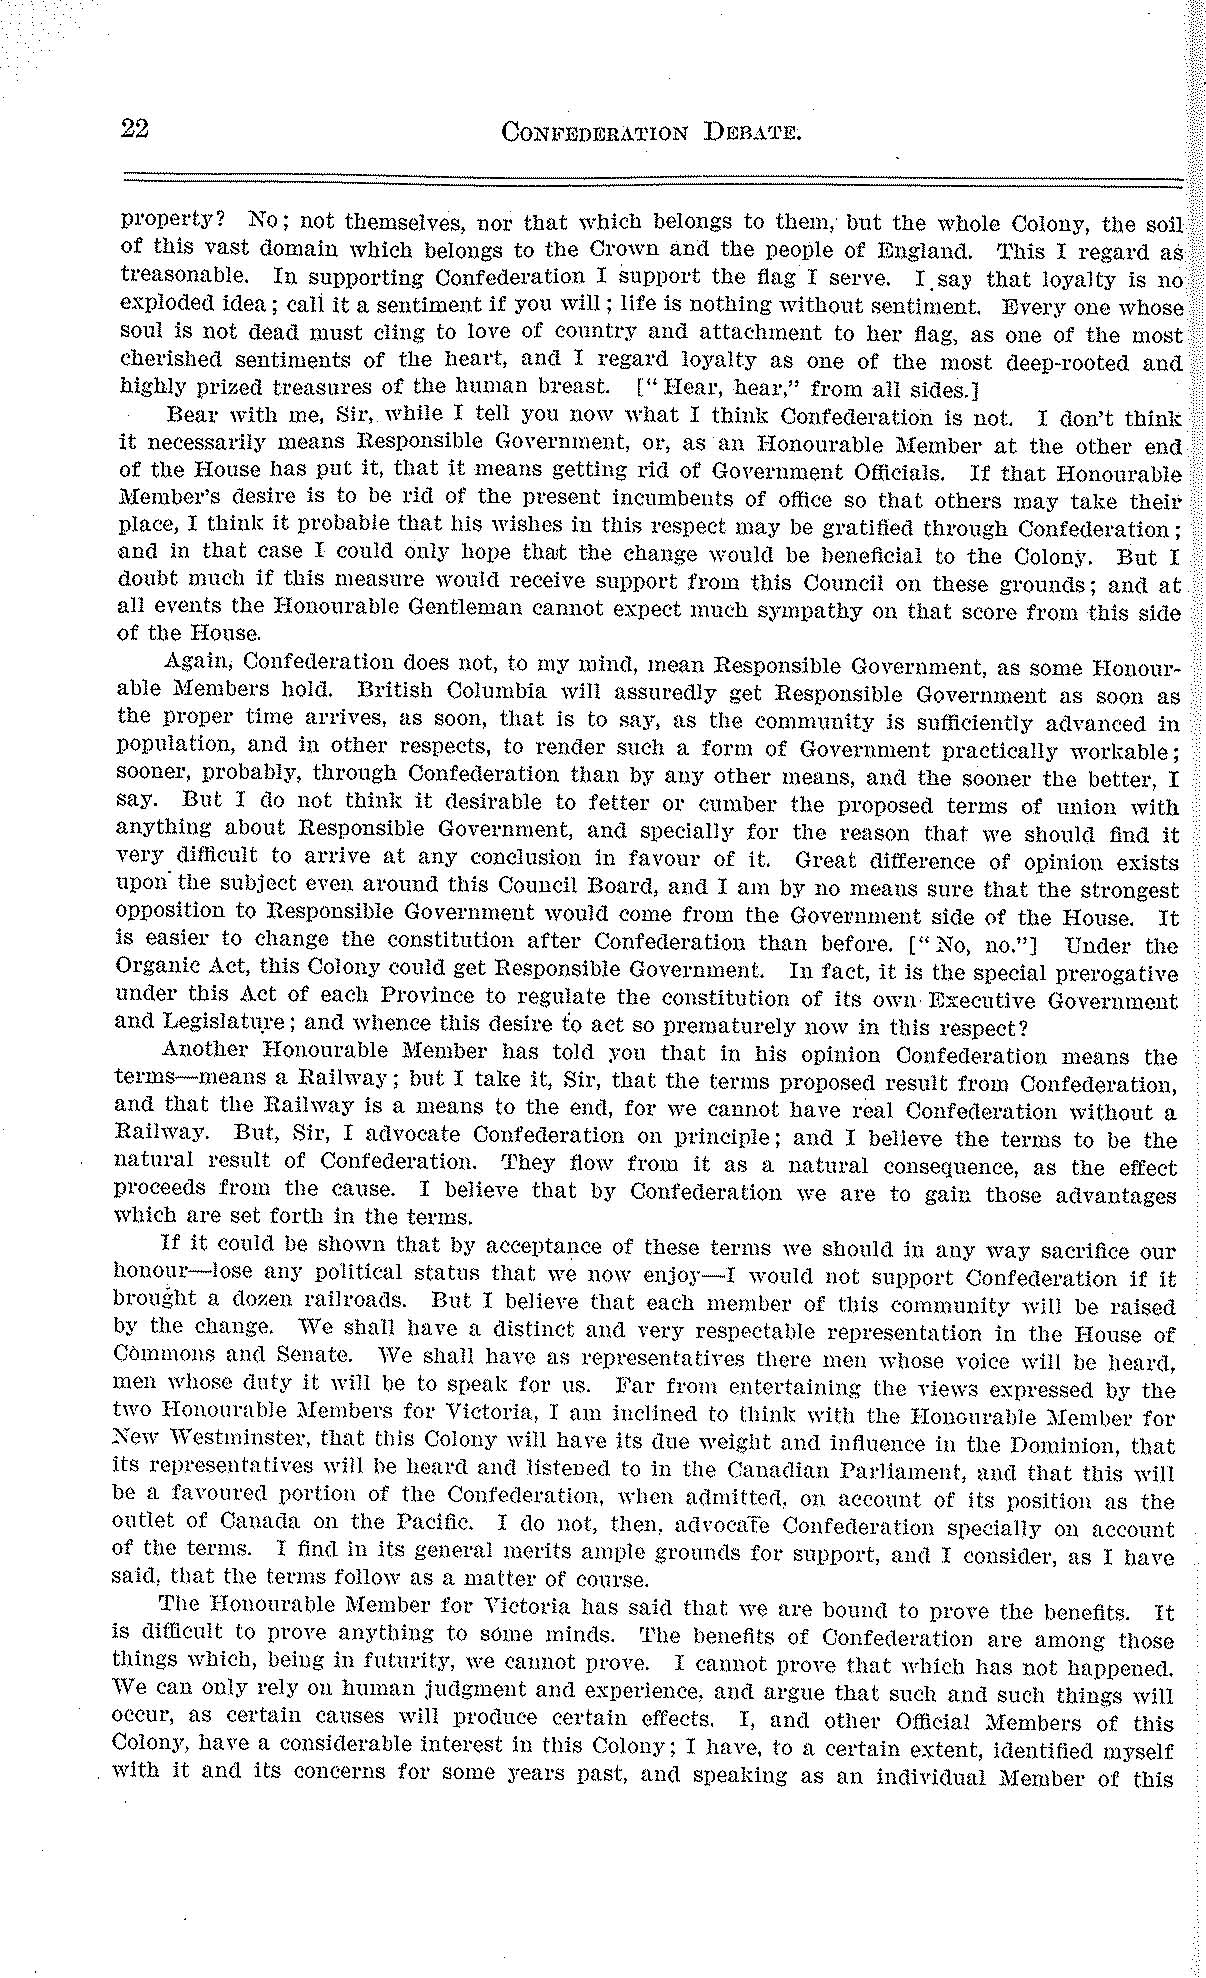 22 CONFEDERATION DEBATE.
property? No; not themselves, nor that which belongs to them, but the whole Colony, the soil
of this vast domain which belongs to the Crown and the people of England. This I regard as
treasonable. In supporting Confederation I support the flag I serve. I say that loyalty is no
exploded idea; call it a sentiment if you will; life is nothing without sentiment. Every one whose
soul is not dead must cling to love of country and attachment to her flag, as one of the most
cherished sentiments of the heart, and I regard loyalty as one of the most deep-rooted and
highly prized treasures of the human breast. ["Hear, hear," from all sides.]
Bear with me, Sir, while I tell you now what I think Confederation is not. I don't think
it necessarily means Responsible Government, or, as an Honourable Member at the other end
of the House has put it, that it means getting rid of Government Officials. If that Honourable
Member's desire is to be rid of the present incumbents of office so that others may take their
place, I think it probable that his wishes in this respect may be gratified through Confederation;
and in that case I could only hope that the change would be beneficial to the Colony. But I
doubt much if this measure would receive support from this Council on these grounds; and at
all events the Honourable Gentleman cannot expect much sympathy on that score from this side
of the House.
Again, Confederation does not, to my mind, mean Responsible Government, as some Honour-
able Members hold. British Columbia will assuredly get Responsible Government as soon as
the proper time arrives, as soon, that is to say, as the community is sufficiently advanced in
population, and in other respects, to render such a form of Government practically workable;
sooner, probably, through Confederation than by any other means, and the sooner the better, I
say. But I do not think it desirable to fetter or cumber the proposed terms of union with
anything about Responsible Government, and specially for the reason that we should find it
very difficult to arrive at any conclusion in favour of it. Great difference of opinion exists
upon the subject even around this Council Board, and I am by no means sure that the strongest
opposition to Responsible Government would come from the Government side of the House. It
is easier to change the constitution after Confederation than before. ["No, no."] Under the
Organic Act, this Colony could get Responsible Government. In fact, it is the special prerogative
under this Act of each Province to regulate the constitution of its own Executive Government
and Legislature; and whence this desire to act so prematurely now in this respect?
Another Honourable Member has told you that in his opinion Confederation means the
terms—means a Railway; but I take it, Sir, that the terms proposed result from Confederation,
and that the Railway is a means to the end, for we cannot have real Confederation without a
Railway. But, Sir, I advocate Confederation on principle; and I believe the terms to be the
natural result of Confederation. They flow from it as a natural consequence, as the effect
proceeds from the cause. I believe that by Confederation we are to gain those advantages
which are set forth in the terms.
If it could be shown that by acceptance of these terms we should in any way sacrifice our
honour—lose any political status that we now enjoy—I would not support Confederation if it
brought a dozen railroads. But I believe that each member of this community will be raised
by the change. We shall have a distinct and very respectable representation in the House of
Commons and Senate. We shall have as representatives there men whose voice will be heard,
men whose duty it will be to speak for us. Far from entertaining the views expressed by the
two Honourable Members for Victoria, I am inclined to think with the Honourable Member for
New Westminster, that this Colony will have its due weight and influence in the Dominion, that
its representatives will be heard and listened to in the Canadian Parliament, and that this will
be a favoured portion of the Confederation, when admitted, on account of its position as the
outlet of Canada on the Pacific. I do not, then, advocate Confederation specially on account
of the terms. I find in its general merits ample grounds for support, and I consider, as I have
said, that the terms follow as a matter of course.
The Honourable Member for Victoria has said that we are bound to prove the benefits. It
is difficult to prove anything to some minds. The benefits of Confederation are among those
things which, being in futurity, we cannot prove. I cannot prove that which has not happened.
We can only rely on human judgment and experience, and argue that such and such things will
occur, as certain causes will produce certain effects. I, and other Official Members of this
Colony, have a considerable interest in this Colony; I have, to a certain extent, identified myself
with it and its concerns for some years past, and speaking as an individual Member of this